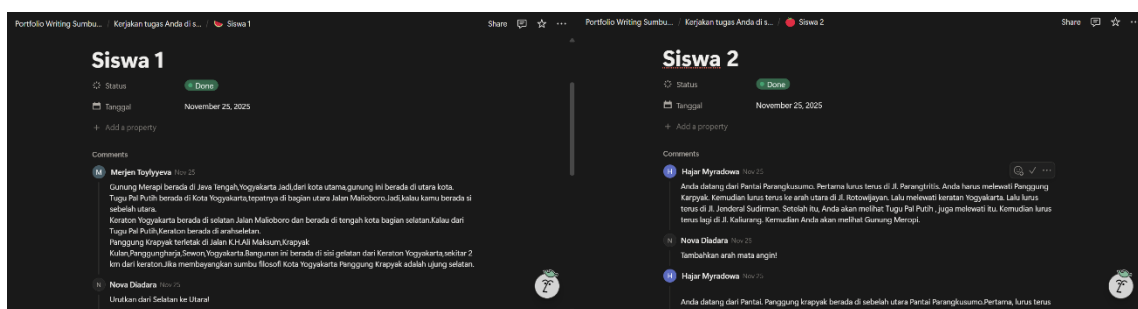 Portfolio Writing Sumbu... / Kerjakan tugas Anda di s... / Siswa 1
Share
Siswa 1
Status
Done
Tanggal
November 25, 2025
+ Add a property
Comments
M
Merjen Toylyyeva Nov 25
Gunung Merapi berada di Java Tengah,Yogyakarta Jadi,dari kota utama,gunung ini berada di utara kota.
Tugu Pal Putih berada di Kota Yogyakarta,tepatnya di bagian utara Jalan Malioboro.Jadi,kalau kamu berada si
sebelah utara.
Keraton Yogyakarta berada di selatan Jalan Malioboro dan berada di tengah kota bagian selatan.Kalau dari
Tugu Pal Putih,Keraton berada di arahseletan.
Panggung Krapyak terletak di Jalan K.H.Ali Maksum,Krapyak
Kulan,Panggungharja,Sewon,Yogyakarta.Bangunan ini berada di sisi gelatan dari Keraton Yogyakarta,sekitar 2
km dari keraton.Jika membayangkan sumbu filosofi Kota Yogyakarta Panggung Krapyak adalah ujung selatan.
N
Nova Diadara Nov 25
Urutkan dari Selatan ke Utara!
Portfolio Writing Sumbu... / Kerjakan tugas Anda di s... / Siswa 2
Share
Siswa 2
Status
Done
Tanggal
November 25, 2025
+ Add a property
Comments
H
Hajar Myradowa Nov 25
Anda datang dari Pantai Parangkusumo. Pertama lurus terus di Jl. Parangtritis. Anda harus melewati Panggung
Karpyak. Kemudian lurus terus ke arah utara di Jl. Rotowijayan. Lalu melewati keratan Yogyakarta. Lalu lurus
terus di Jl. Jenderal Sudirman. Setelah itu, Anda akan melihat Tugu Pal Putih , juga melewati itu. Kemudian lurus
terus lagi di Jl. Kaliurang. Kemudian Anda akan melihat Gunung Meropi.
N
Nova Diadara Nov 25
Tambahkan arah mata angin!
H
Hajar Myradowa Nov 25
Anda datang dari Pantai. Panggung krapyak berada di sebelah utara Pantai Parangkusumo.Pertama, lurus terus